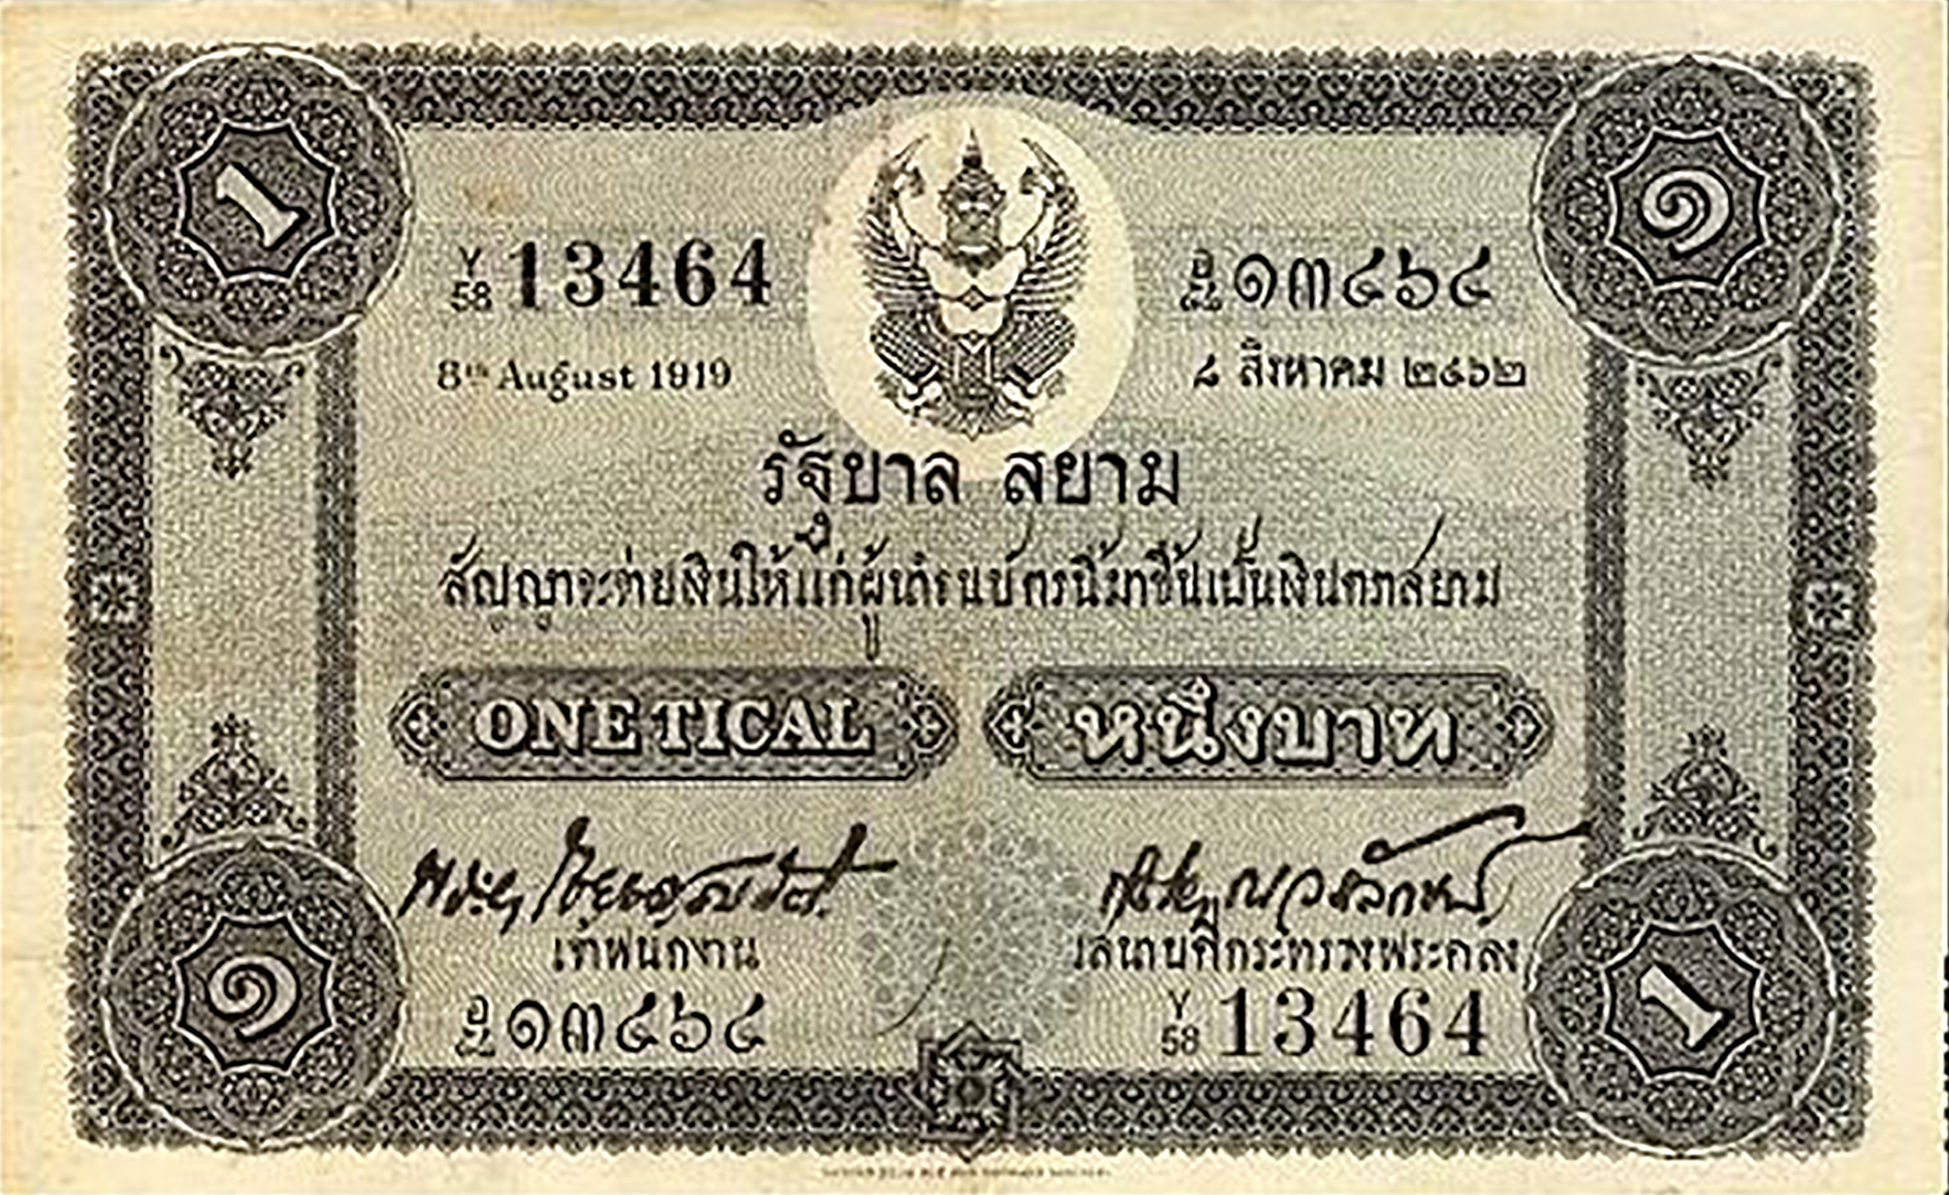 1 ๑
Y/58 13464 ๑๓๔๖๔
8th August 1919 ๘ สิงหาคม ๒๔๖๒
รัฐบาล สยาม
สัญญาจะจ่ายเงินให้แก่ผู้นำธนบัตร์นี้มาขึ้นเป็นเงินตราสยาม
ONE TICAL หนึ่งบาท
เจ้าพนักงาน เสนาบดีกระทรวงพระคลัง
๑๓๔๖๔ Y/58 13464
๑ 1